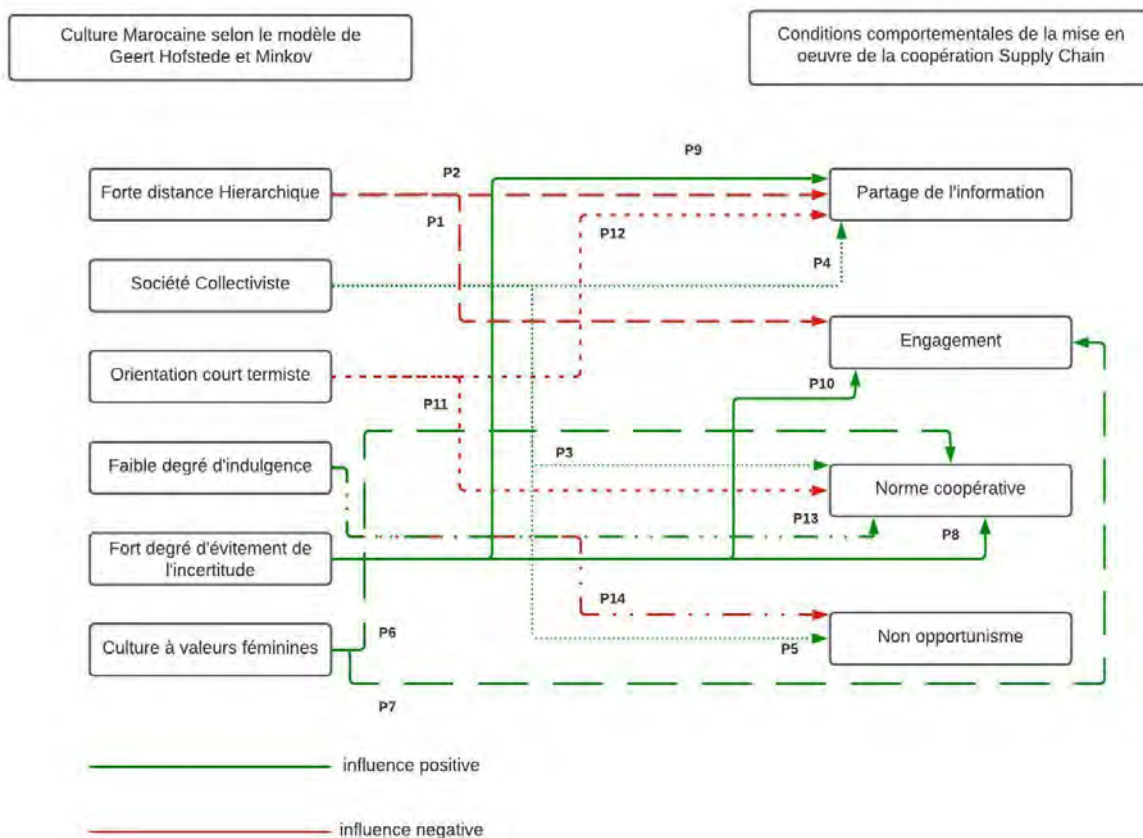 Culture Marocaine selon le modèle de
Geert Hofstede et Minkov
Conditions comportementales de la mise en
oeuvre de la coopération Supply Chain
P9
P2
Forte distance Hierarchique
Partage de l'information
P1
P12
P4
Société Collectiviste
Engagement
Orientation court termiste
P10
P11
Faible degré d'indulgence
P3
Norme coopérative
P13
P8
Fort degré d'évitement de
l'incertitude
P14
P6
Culture à valeurs féminines
Non opportunisme
P5
P7
influence positive
influence negative